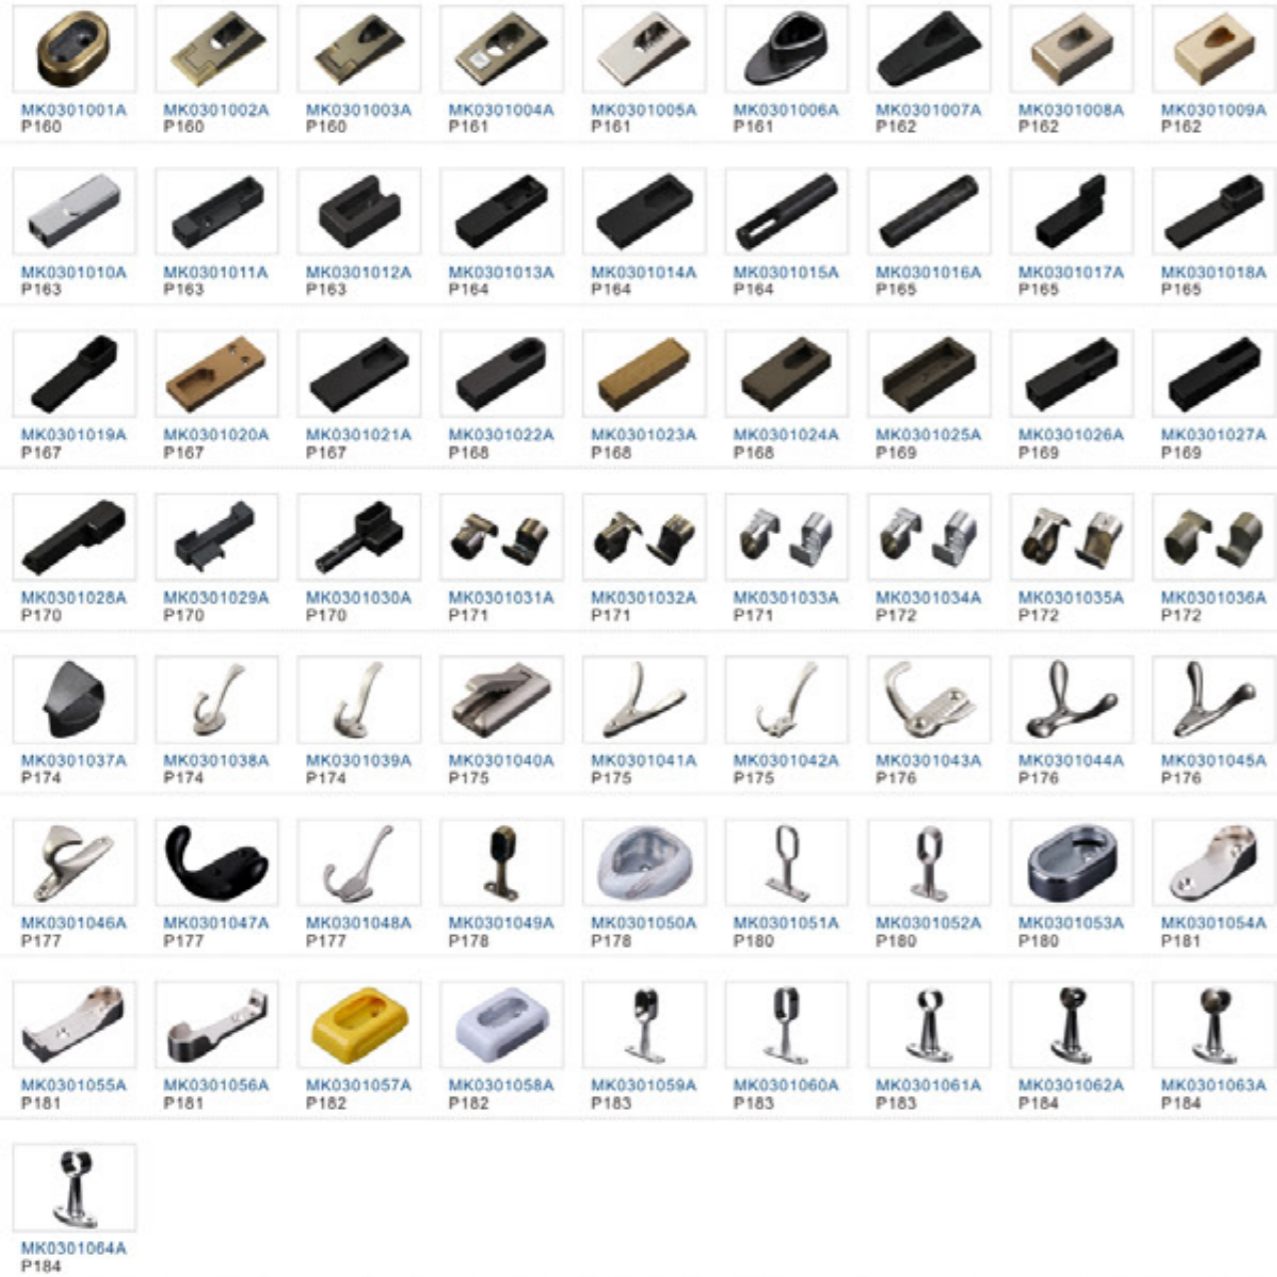 MK0301001A MK0301002A MK0301003A MK0301004A MK0301005A MK0301006A MK0301007A MK0301008A MK0301009A
P160 P160 P160 P161 P161 P161 P162 P162 P162
MK0301010A MK0301011A MK0301012A MK0301013A MK0301014A MK0301015A MK0301016A MK0301017A MK0301018A
P163 P163 P163 P164 P164 P164 P165 P165 P165
MK0301019A MK0301020A MK0301021A MK0301022A MK0301023A MK0301024A MK0301025A MK0301026A MK0301027A
P167 P167 P167 P168 P168 P168 P169 P169 P169
MK0301028A MK0301029A MK0301030A MK0301031A MK0301032A MK0301033A MK0301034A MK0301035A MK0301036A
P170 P170 P170 P171 P171 P171 P172 P172 P172
MK0301037A MK0301038A MK0301039A MK0301040A MK0301041A MK0301042A MK0301043A MK0301044A MK0301045A
P174 P174 P174 P175 P175 P175 P176 P176 P176
MK0301046A MK0301047A MK0301048A MK0301049A MK0301050A MK0301051A MK0301052A MK0301053A MK0301054A
P177 P177 P177 P178 P178 P180 P180 P180 P181
MK0301055A MK0301056A MK0301057A MK0301058A MK0301059A MK0301060A MK0301061A MK0301062A MK0301063A
P181 P181 P182 P182 P183 P183 P183 P184 P184
MK0301064A
P184